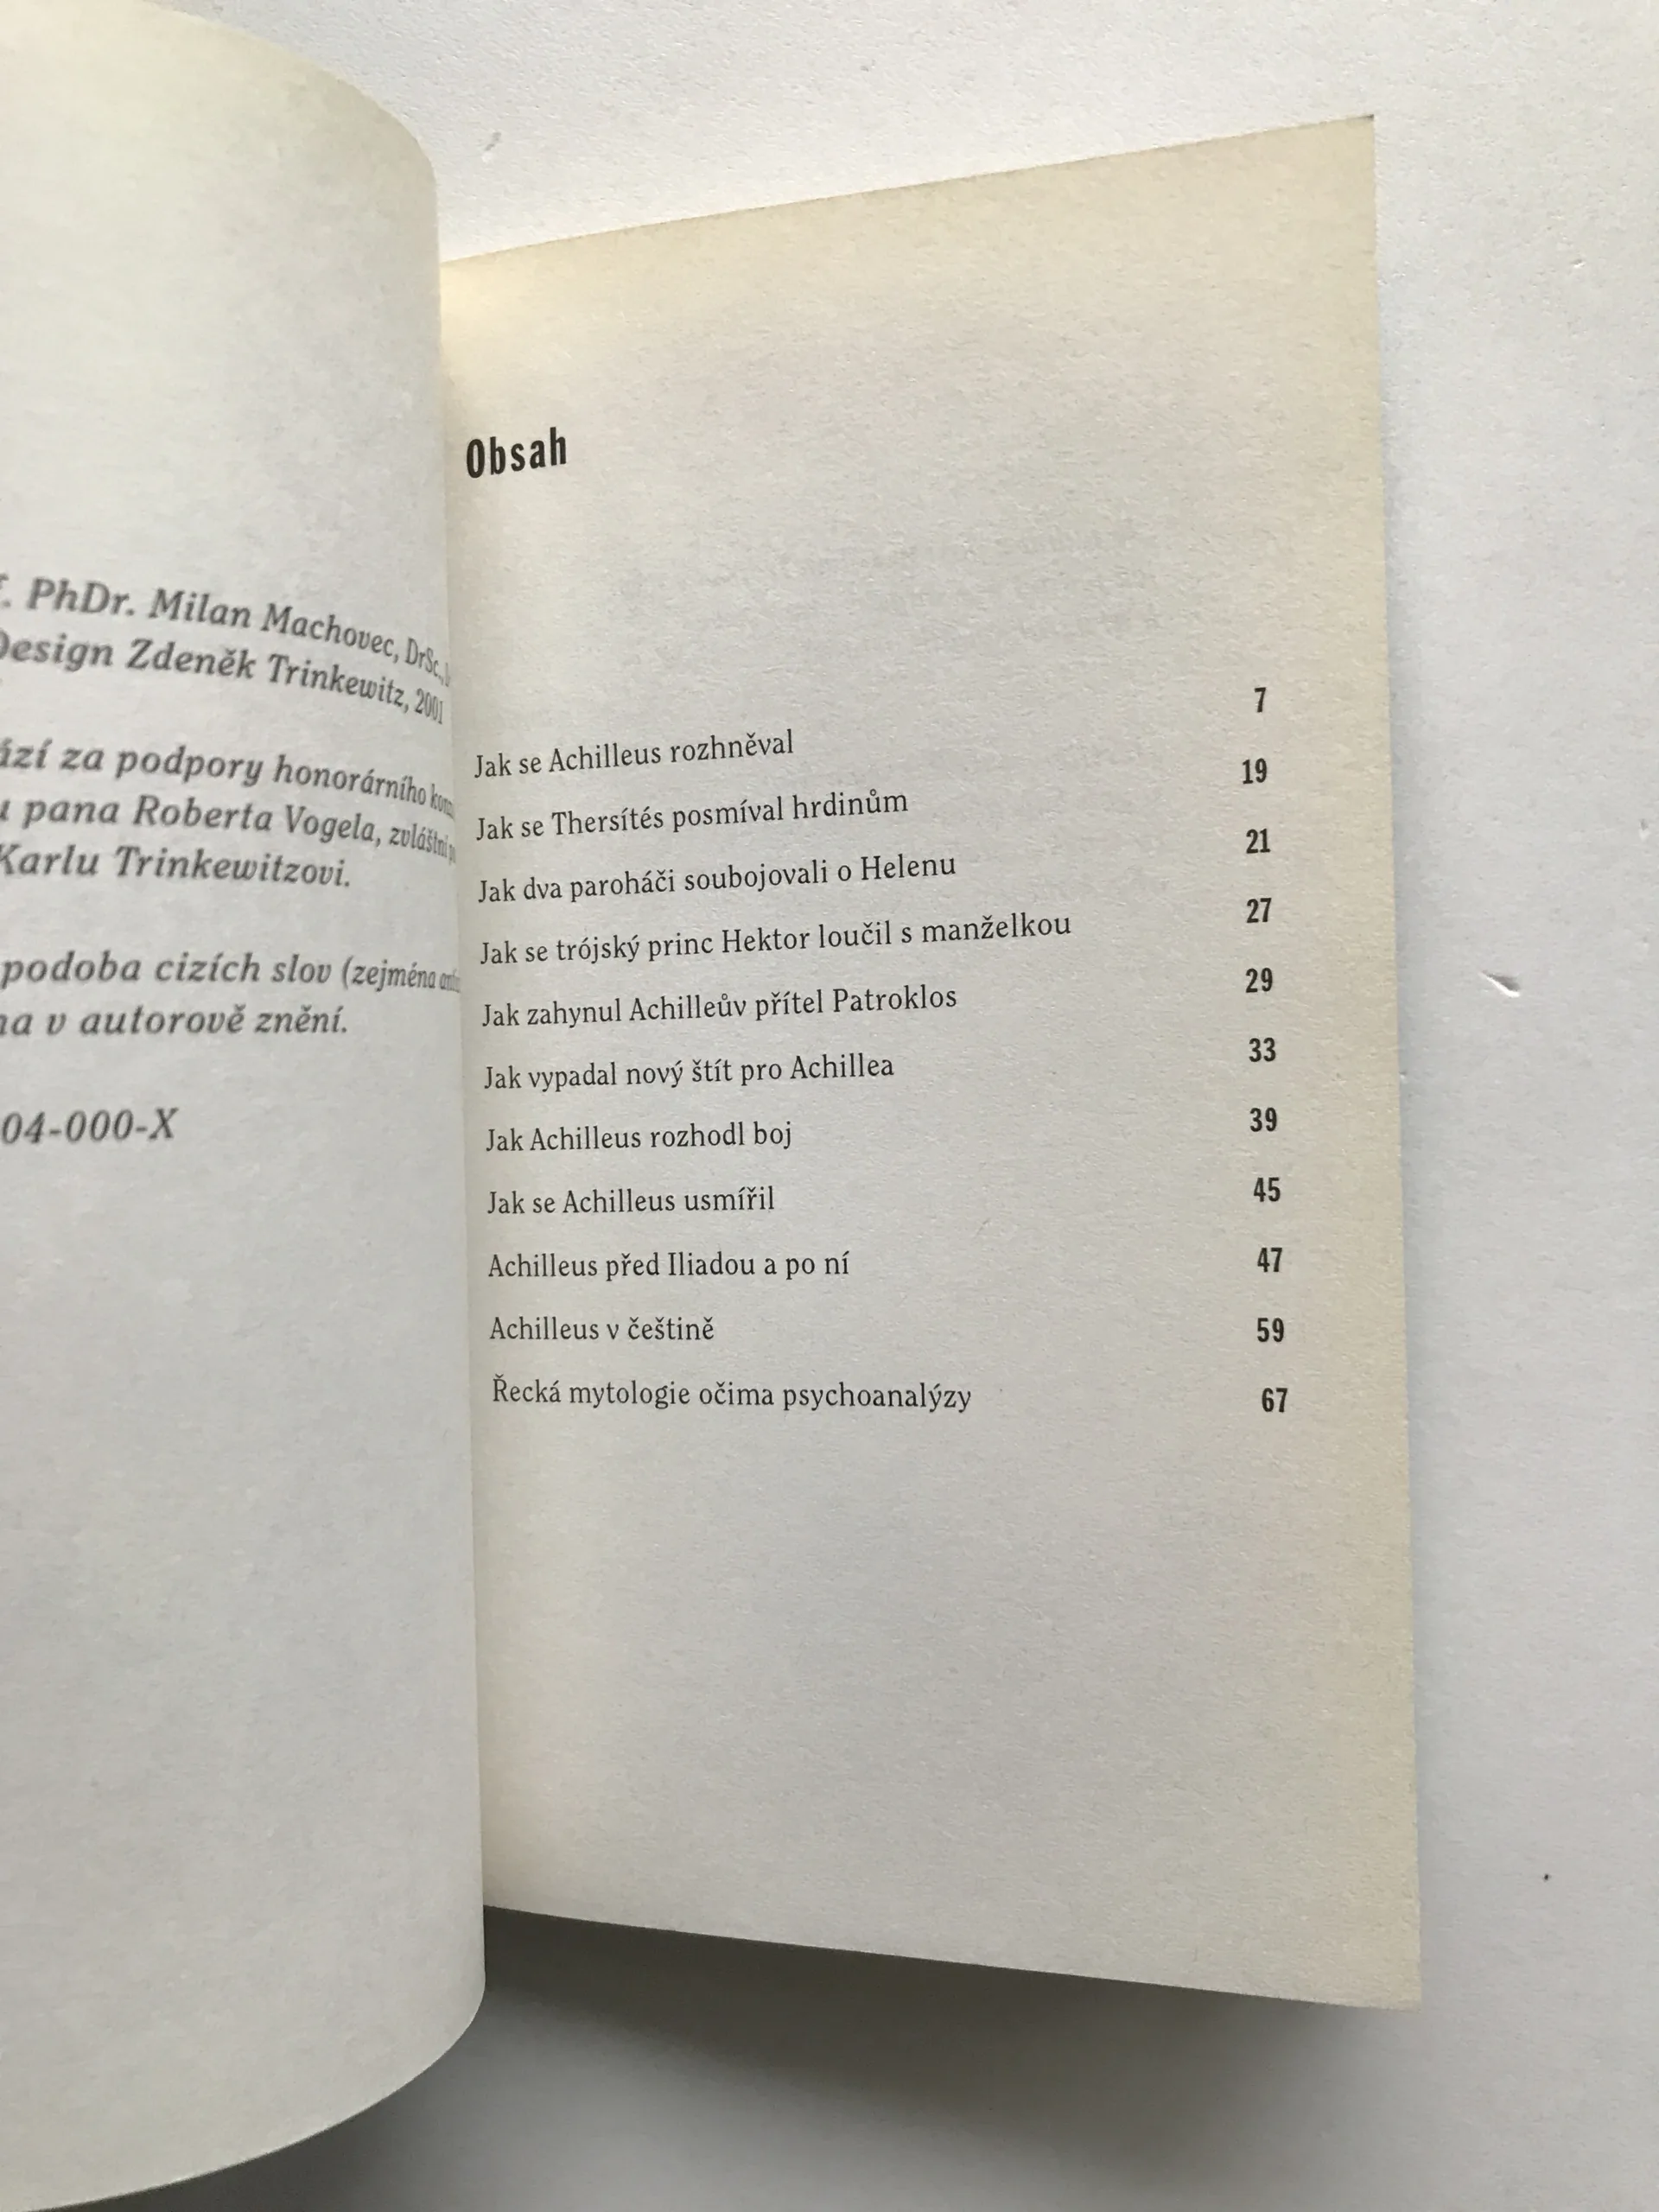 PhDr. Milan Machovec, DrSc.,
Design Zdeněk Trinkewitz, 2001
za podpory honorárního
pana Roberta Vogela, zvláštní
Karlu Trinkewitzovi.
podoba cizích slov (zejména
v autorově znění.
04-000-X
Obsah
Jak se Achilleus rozhněval 7
Jak se Thersítés posmíval hrdinům 19
Jak dva paroháči soubojovali o Helenu 21
Jak se trójský princ Hektor loučil s manželkou 27
Jak zahynul Achilleův přítel Patroklos 29
Jak vypadal nový štít pro Achillea 33
Jak Achilleus rozhodl boj 39
Jak se Achilleus usmířil 45
Achilleus před Iliadou a po ní 47
Achilleus v češtině 59
Řecká mytologie očima psychoanalýzy 67